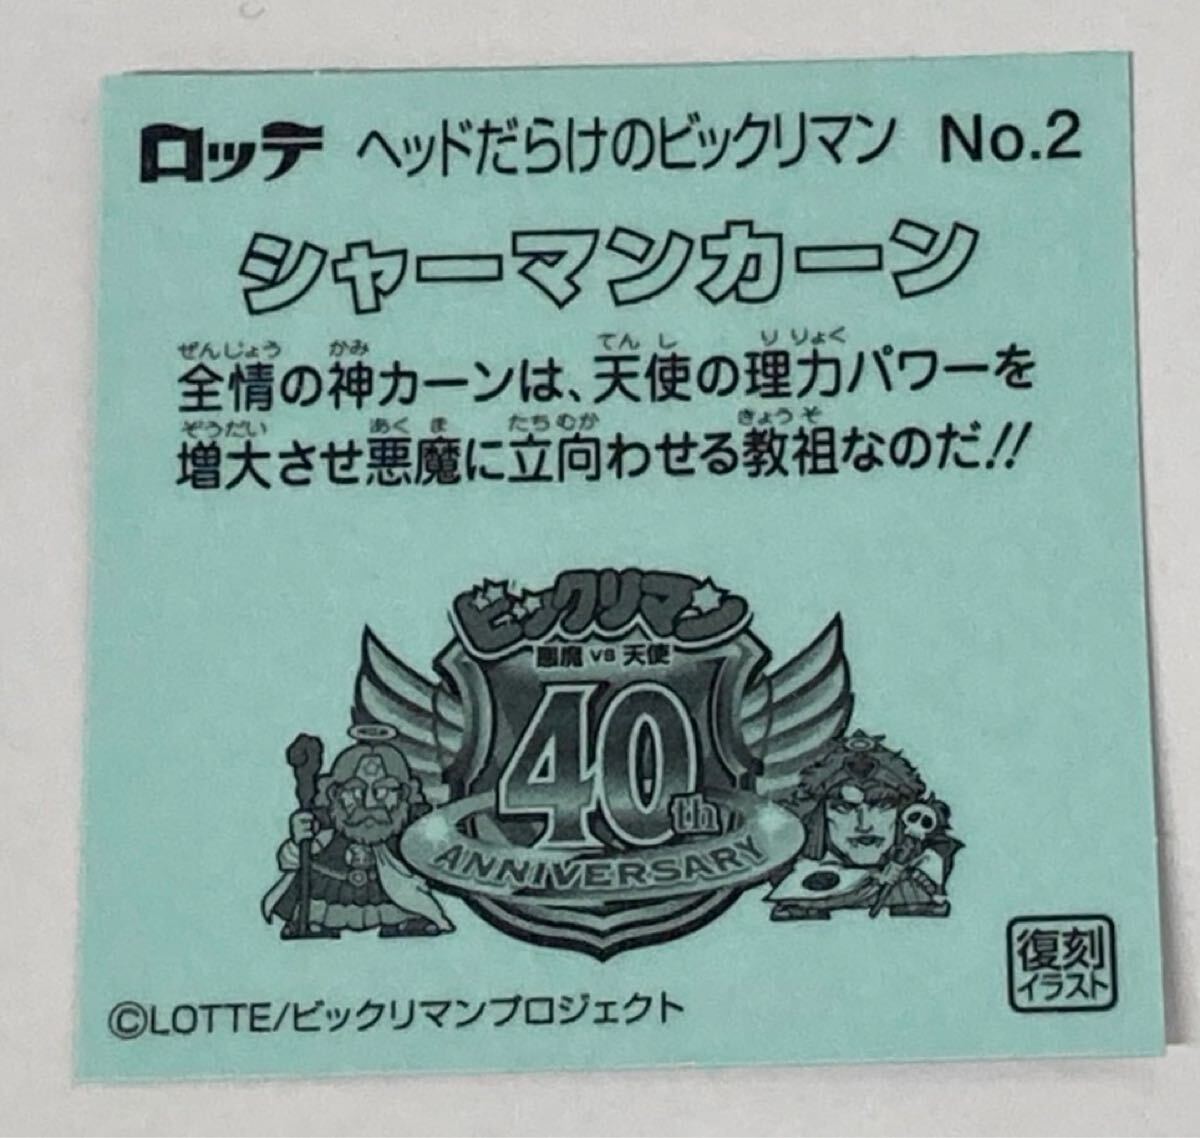 ロッテ ヘッドだらけのビックリマン No.2
シャーマンカーン
ぜんじょう かみ てんし りりょく
全情の神カーンは、天使の理力パワーを
ぞうだい あくま たちむか きょうそ
増大させ悪魔に立向わせる教祖なのだ!!
ビックリマン
悪魔 VS 天使
40th
ANNIVERSARY
復刻
イラスト
©LOTTE/ビックリマンプロジェクト